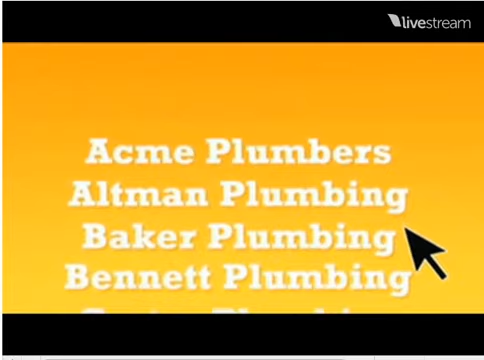 livestream
Acme Plumbers
Altman Plumbing
Baker Plumbing
Bennett Plumbing